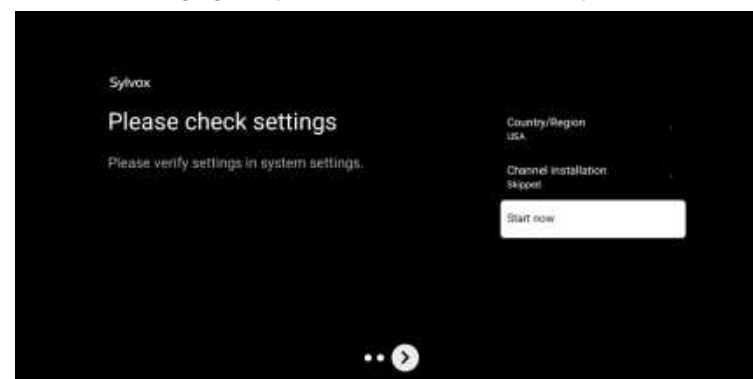 Sylvox
Please check settings
Please verify settings in system settings.
Country/Region
USA
Channel installation
Skipped
Start now